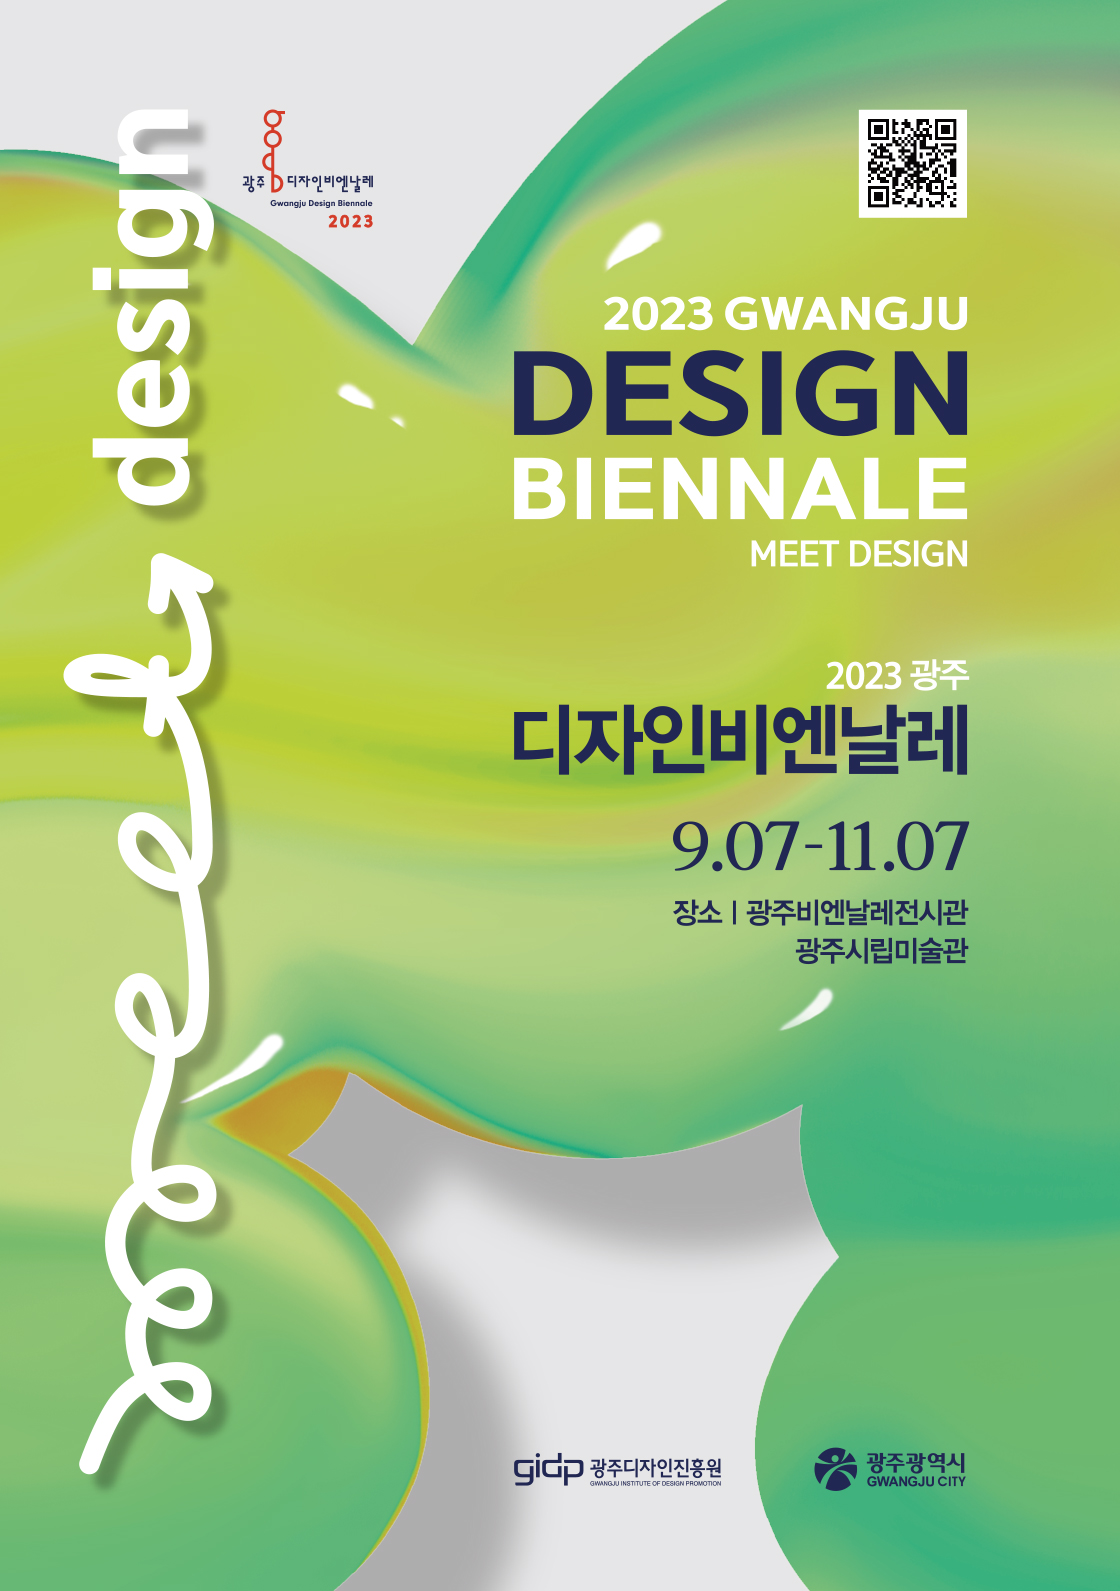 meet design
광주 디자인비엔날레
Gwangju Design Biennale
2023
2023 GWANGJU
DESIGN
BIENNALE
MEET DESIGN
2023 광주
디자인비엔날레
9.07-11.07
장소 | 광주비엔날레전시관
광주시립미술관
gidp 광주디자인진흥원
GWANGJU INSTITUTE OF DESIGN PROMOTION
광주광역시
GWANGJU CITY